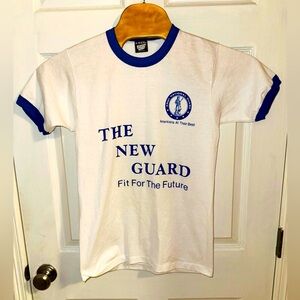 Americans At Their Best
THE
NEW
GUARD
Fit For The Future